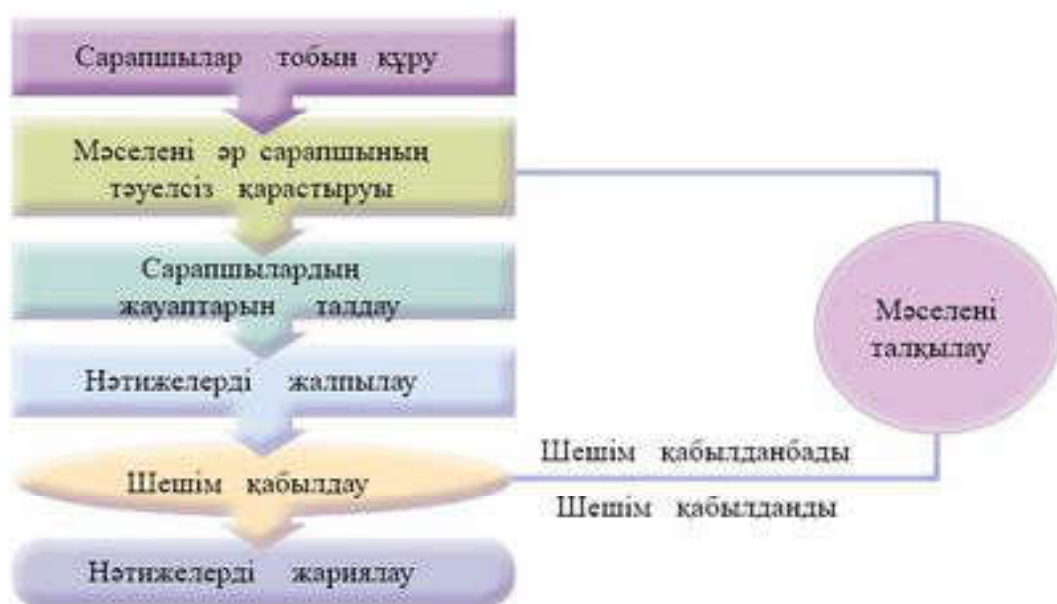 Сарапшылар тобын құру
Мәселені әр сарапшының
тәуелсіз қарастыруы
Сарапшылардың
жауаптарын талдау
Нәтижелерді жалпылау
Шешім қабылдау
Нәтижелерді жариялау
Шешім қабылданбады
Шешім қабылданды
Мәселені
талқылау